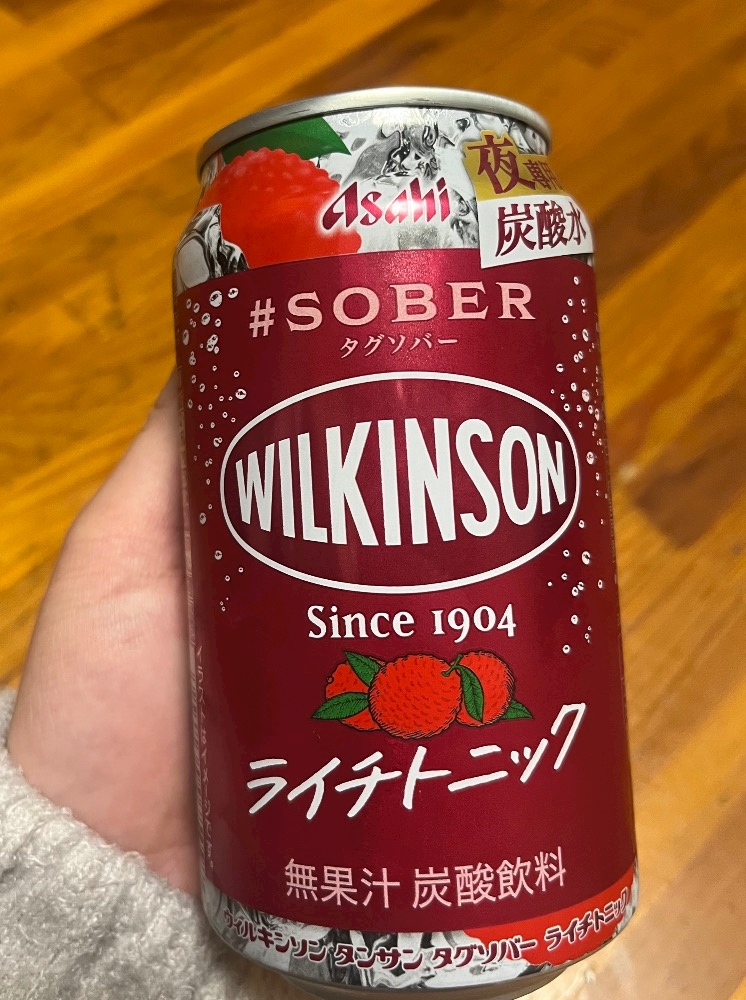 Asahi
夜専用
炭酸水
#SOBER
タグソバー
WILKINSON
Since 1904
ライチトニック
無果汁 炭酸飲料
ウィルキンソン タンサン タグソバー ライチトニック